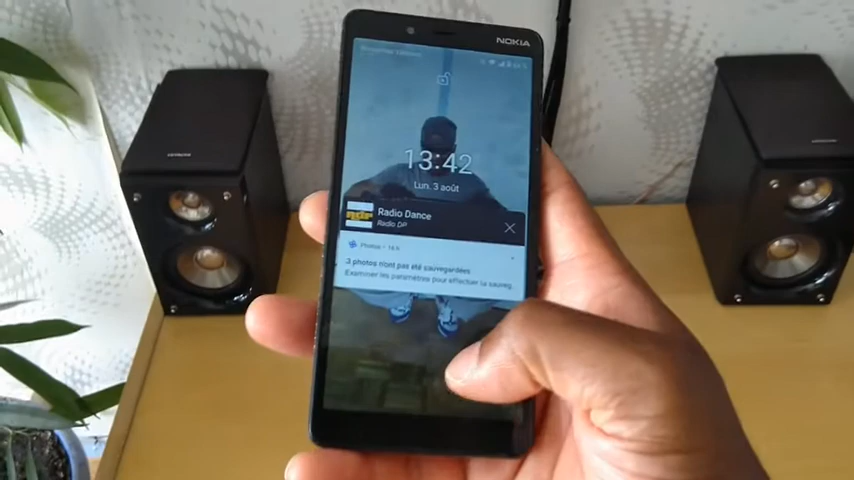 NOKIA
13:42
Lun. 3 août
Radio Dance
Radio DP
Photos • 14 h
3 photos n'ont pas été sauvegardées
Examiner les paramètres pour effectuer la sauveg.